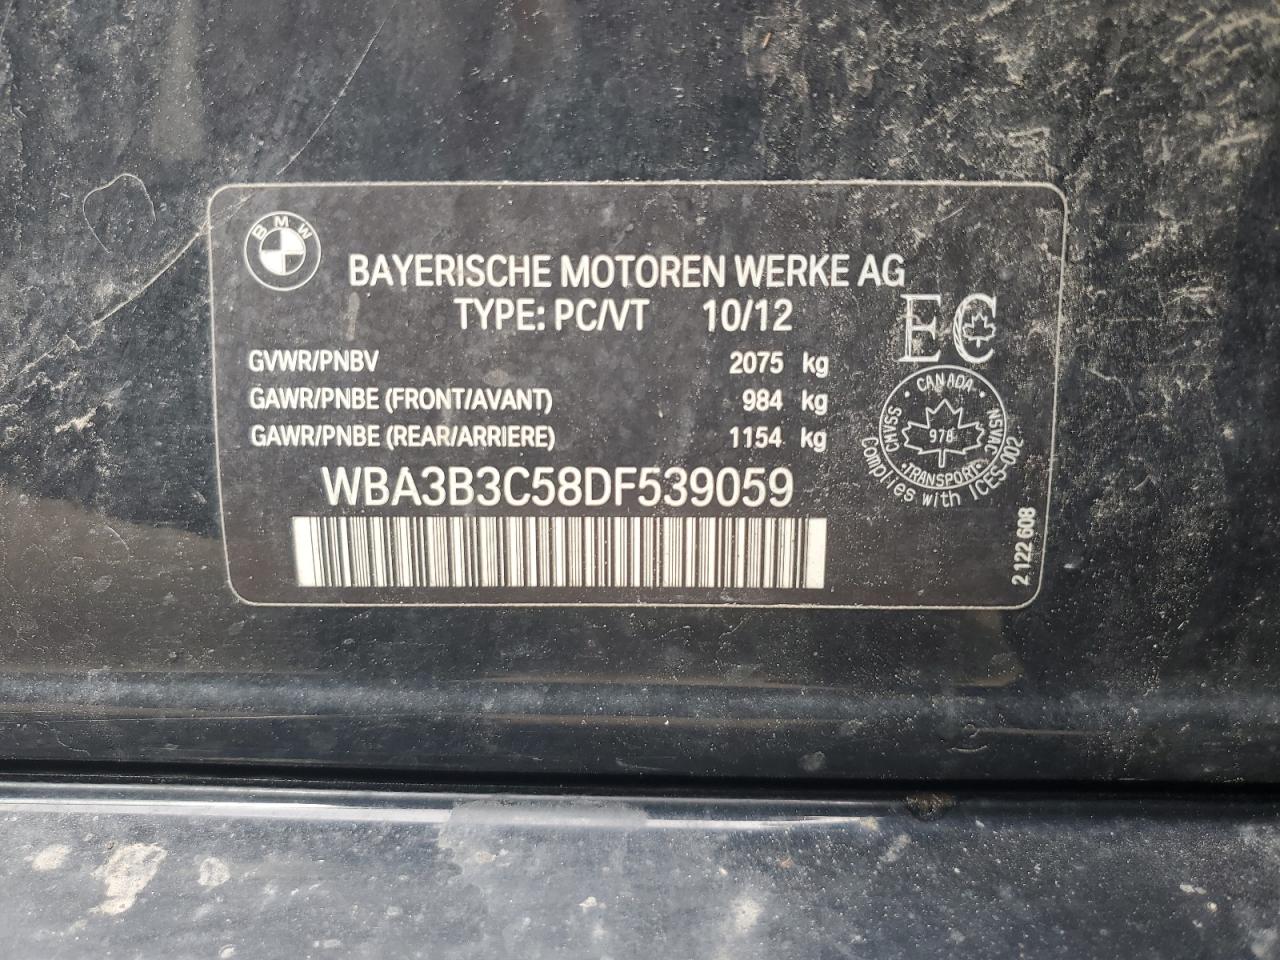 BMW
BAYERISCHE MOTOREN WERKE AG
TYPE: PC/VT 10/12
EC
GVWR/PNBV 2075 kg
GAWR/PNBE (FRONT/AVANT) 984 kg
GAWR/PNBE (REAR/ARRIERE) 1154 kg
WBA3B3C58DF539059
CANADA
CMVSS NSVAC
978
TRANSPORT
Complies with ICES-002
2 122 608